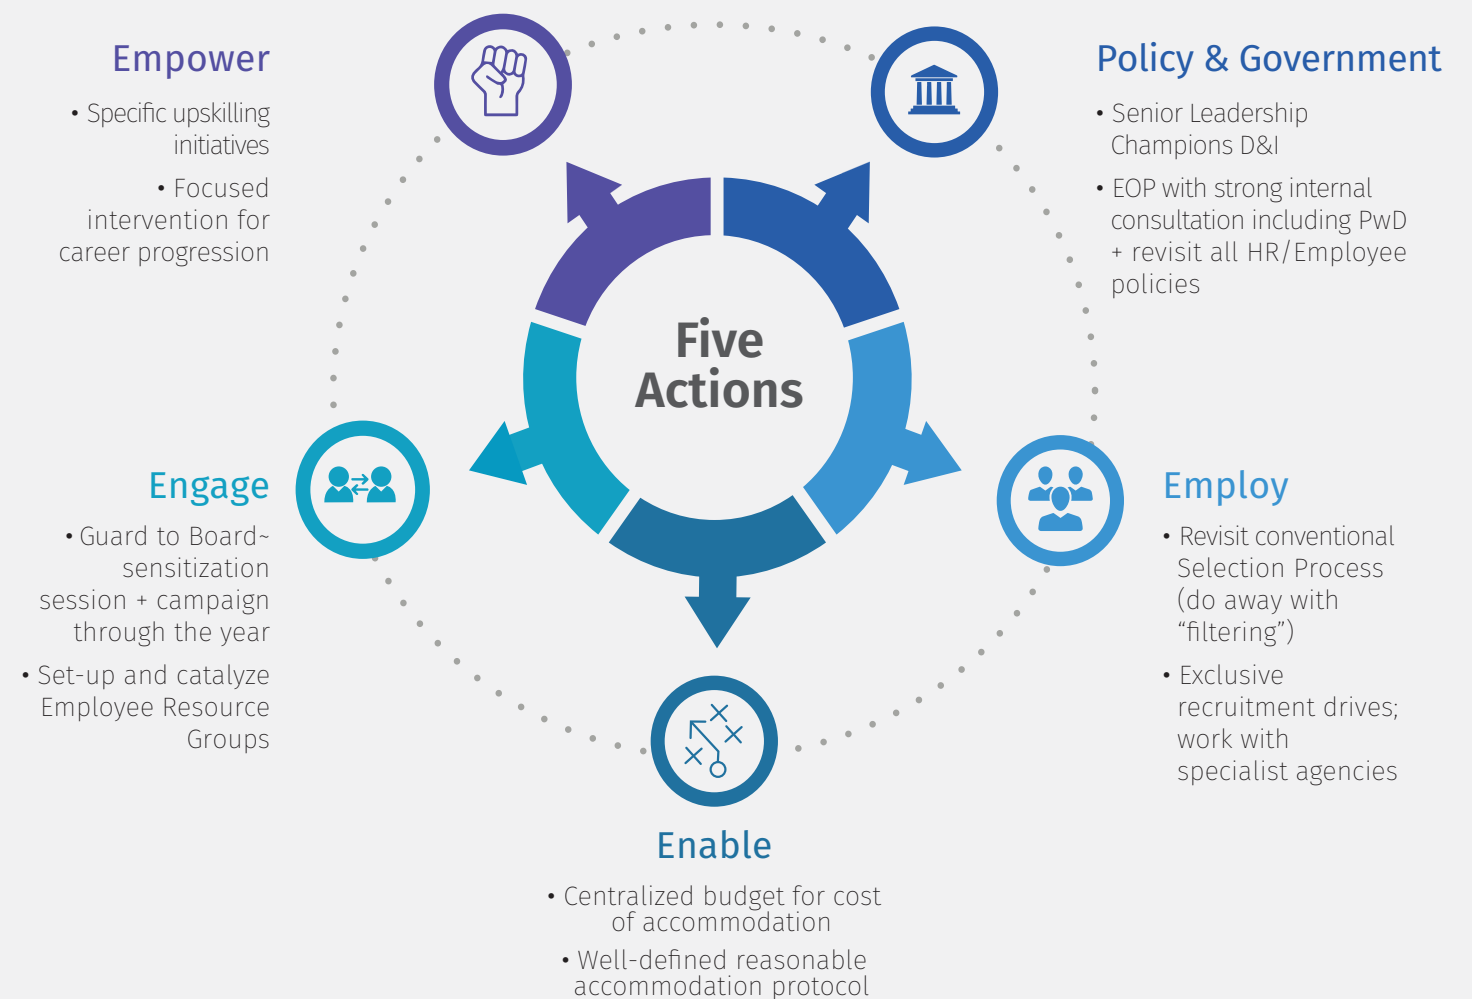 Five
Actions
Policy & Government
• Senior Leadership
Champions D&I
• EOP with strong internal
consultation including PwD
+ revisit all HR/Employee
policies
Employ
• Revisit conventional
Selection Process
(do away with
“filtering”)
• Exclusive
recruitment drives;
work with
specialist agencies
Enable
• Centralized budget for cost
of accommodation
• Well-defined reasonable
accommodation protocol
Engage
• Guard to Board~
sensitization
session + campaign
through the year
• Set-up and catalyze
Employee Resource
Groups
Empower
• Specific upskilling
initiatives
• Focused
intervention for
career progression